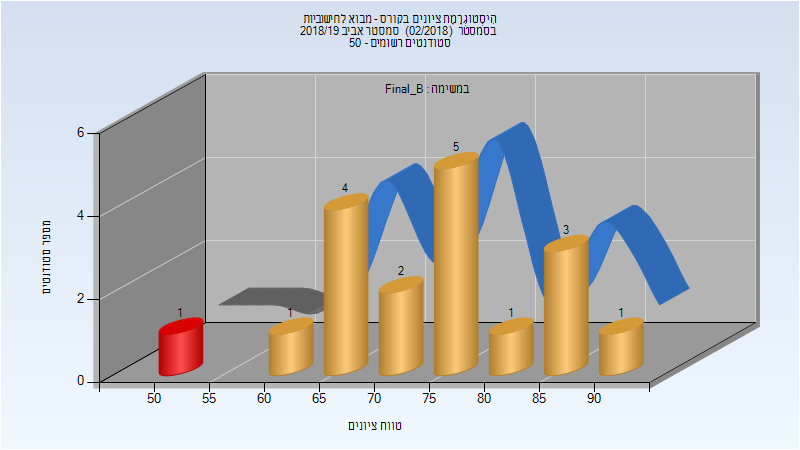 היסטוגרמת ציונים בקורס - מבוא לחישוביות
בסמסטר (02/2018) סמסטר אביב 2018/19
סטודנטים רשומים - 50
במשימה : Final_B
מספר סטודנטים
6
4
2
0
1
1
4
2
5
1
3
1
50 55 60 65 70 75 80 85 90
טווח ציונים